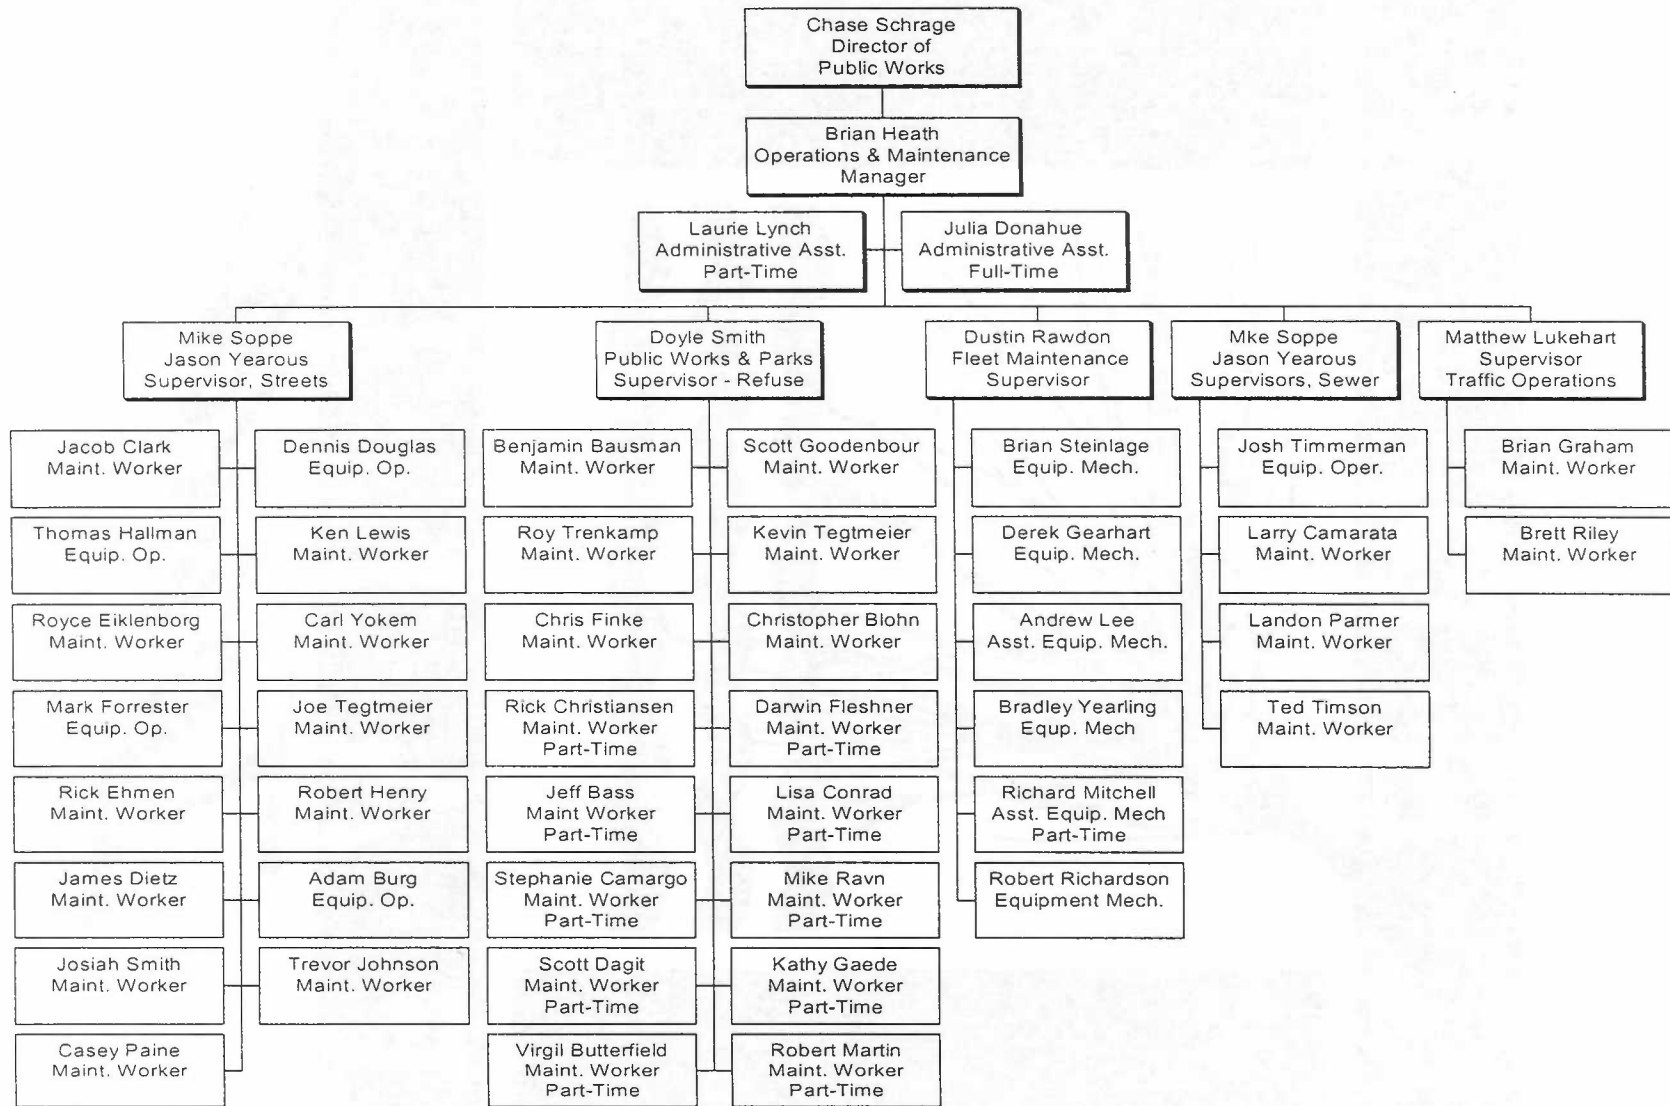 Chase Schrage
Director of
Public Works
Brian Heath
Operations & Maintenance
Manager
Laurie Lynch
Administrative Asst.
Part-Time
Julia Donahue
Administrative Asst.
Full-Time
Mike Soppe
Jason Yearous
Supervisor, Streets
Doyle Smith
Public Works & Parks
Supervisor - Refuse
Dustin Rawdon
Fleet Maintenance
Supervisor
Mke Soppe
Jason Yearous
Supervisors, Sewer
Matthew Lukehart
Supervisor
Traffic Operations
Jacob Clark
Maint. Worker
Dennis Douglas
Equip. Op.
Thomas Hallman
Equip. Op.
Ken Lewis
Maint. Worker
Royce Eiklenborg
Maint. Worker
Carl Yokem
Maint. Worker
Mark Forrester
Equip. Op.
Joe Tegtmeier
Maint. Worker
Rick Ehmen
Maint. Worker
Robert Henry
Maint. Worker
James Dietz
Maint. Worker
Adam Burg
Equip. Op.
Josiah Smith
Maint. Worker
Trevor Johnson
Maint. Worker
Casey Paine
Maint. Worker
Benjamin Bausman
Maint. Worker
Scott Goodenbour
Maint. Worker
Roy Trenkamp
Maint. Worker
Kevin Tegtmeier
Maint. Worker
Chris Finke
Maint. Worker
Christopher Blohn
Maint. Worker
Rick Christiansen
Maint. Worker
Part-Time
Darwin Fleshner
Maint. Worker
Part-Time
Jeff Bass
Maint Worker
Part-Time
Lisa Conrad
Maint. Worker
Part-Time
Stephanie Camargo
Maint. Worker
Part-Time
Mike Ravn
Maint. Worker
Part-Time
Scott Dagit
Maint. Worker
Part-Time
Kathy Gaede
Maint. Worker
Part-Time
Virgil Butterfield
Maint. Worker
Part-Time
Robert Martin
Maint. Worker
Part-Time
Brian Steinlage
Equip. Mech.
Derek Gearhart
Equip. Mech.
Andrew Lee
Asst. Equip. Mech.
Bradley Yearling
Equip. Mech
Richard Mitchell
Asst. Equip. Mech
Part-Time
Robert Richardson
Equipment Mech.
Josh Timmerman
Equip. Oper.
Larry Camarata
Maint. Worker
Landon Parmer
Maint. Worker
Ted Timson
Maint. Worker
Brian Graham
Maint. Worker
Brett Riley
Maint. Worker